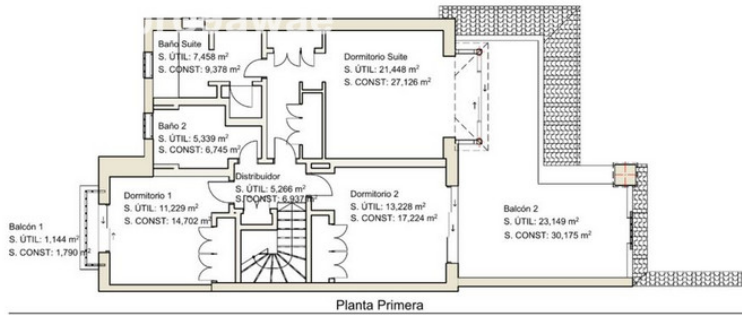 Baño Suite
S. ÚTIL: 7,458 m²
S. CONST: 9,378 m²
Dormitorio Suite
S. ÚTIL: 21,448 m²
S. CONST: 27,126 m²
Baño 2
S. ÚTIL: 5,339 m²
S. CONST: 6,745 m²
Distribuidor
S. ÚTIL: 5,266 m²
S. CONST: 6,937 m²
Dormitorio 1
S. ÚTIL: 11,229 m²
S. CONST: 14,702 m²
Dormitorio 2
S. ÚTIL: 13,228 m²
S. CONST: 17,224 m²
Balcón 2
S. ÚTIL: 23,149 m²
S. CONST: 30,175 m²
Balcón 1
S. ÚTIL: 1,144 m²
S. CONST: 1,790 m²
Planta Primera